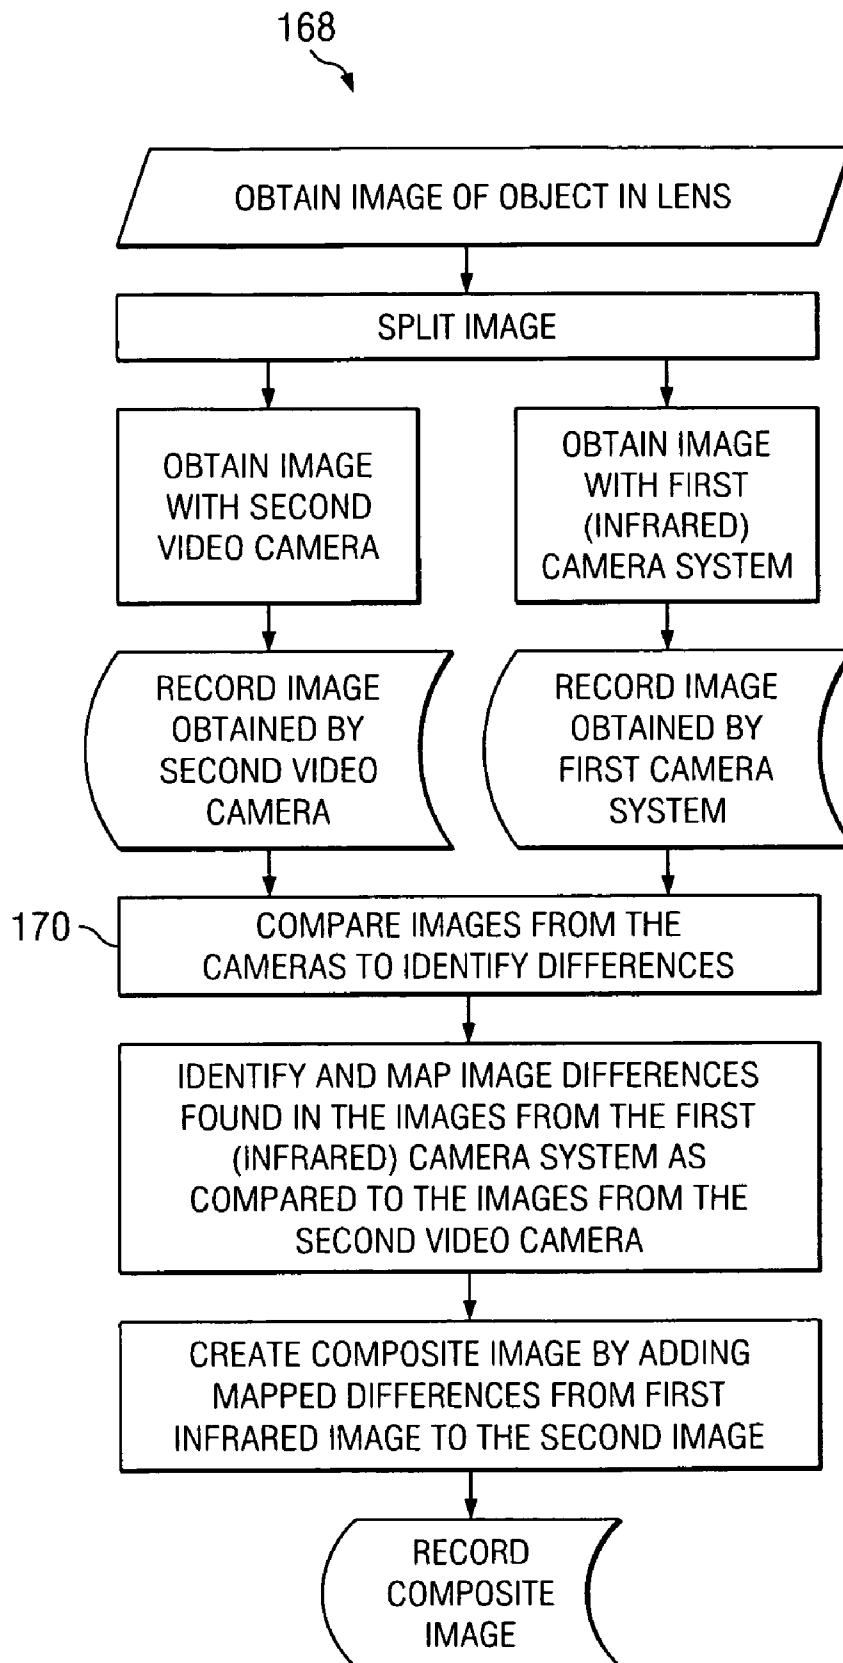 168
OBTAIN IMAGE OF OBJECT IN LENS
SPLIT IMAGE
OBTAIN IMAGE
WITH SECOND
VIDEO CAMERA
OBTAIN IMAGE
WITH FIRST
(INFRARED)
CAMERA SYSTEM
RECORD IMAGE
OBTAINED BY
SECOND VIDEO
CAMERA
RECORD IMAGE
OBTAINED BY
FIRST CAMERA
SYSTEM
170
COMPARE IMAGES FROM THE
CAMERAS TO IDENTIFY DIFFERENCES
IDENTIFY AND MAP IMAGE DIFFERENCES
FOUND IN THE IMAGES FROM THE FIRST
(INFRARED) CAMERA SYSTEM AS
COMPARED TO THE IMAGES FROM THE
SECOND VIDEO CAMERA
CREATE COMPOSITE IMAGE BY ADDING
MAPPED DIFFERENCES FROM FIRST
INFRARED IMAGE TO THE SECOND IMAGE
RECORD
COMPOSITE
IMAGE